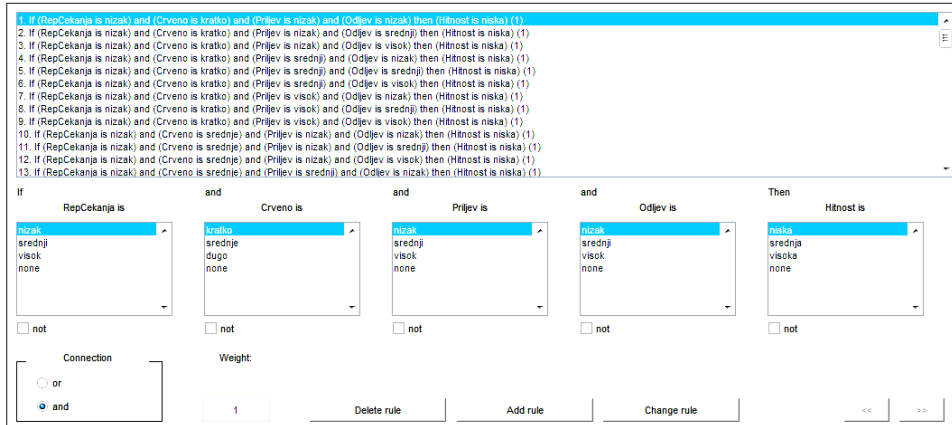 1. If (RepCekanja is nizak) and (Crveno is kratko) and (Priljev is nizak) and (Odljev is nizak) then (Hitnost is niska) (1)
2. If (RepCekanja is nizak) and (Crveno is kratko) and (Priljev is nizak) and (Odljev is srednji) then (Hitnost is niska) (1)
3. If (RepCekanja is nizak) and (Crveno is kratko) and (Priljev is nizak) and (Odljev is visok) then (Hitnost is niska) (1)
4. If (RepCekanja is nizak) and (Crveno is kratko) and (Priljev is srednji) and (Odljev is nizak) then (Hitnost is niska) (1)
5. If (RepCekanja is nizak) and (Crveno is kratko) and (Priljev is srednji) and (Odljev is srednji) then (Hitnost is niska) (1)
6. If (RepCekanja is nizak) and (Crveno is kratko) and (Priljev is srednji) and (Odljev is visok) then (Hitnost is niska) (1)
7. If (RepCekanja is nizak) and (Crveno is kratko) and (Priljev is visok) and (Odljev is nizak) then (Hitnost is niska) (1)
8. If (RepCekanja is nizak) and (Crveno is kratko) and (Priljev is visok) and (Odljev is srednji) then (Hitnost is niska) (1)
9. If (RepCekanja is nizak) and (Crveno is kratko) and (Priljev is visok) and (Odljev is visok) then (Hitnost is niska) (1)
10. If (RepCekanja is nizak) and (Crveno is srednje) and (Priljev is nizak) and (Odljev is nizak) then (Hitnost is niska) (1)
11. If (RepCekanja is nizak) and (Crveno is srednje) and (Priljev is nizak) and (Odljev is srednji) then (Hitnost is niska) (1)
12. If (RepCekanja is nizak) and (Crveno is srednje) and (Priljev is nizak) and (Odljev is visok) then (Hitnost is niska) (1)
13. If (RepCekanja is nizak) and (Crveno is srednje) and (Priljev is srednji) and (Odljev is nizak) then (Hitnost is niska) (1)
If and and and Then
RepCekanja is Crveno is Priljev is Odljev is Hitnost is
nizak kratko nizak nizak niska
srednji srednje srednji srednji srednja
visok dugo visok visok visoka
none none none none none
not not not not not
Connection Weight:
or
and 1 Delete rule Add rule Change rule << >>